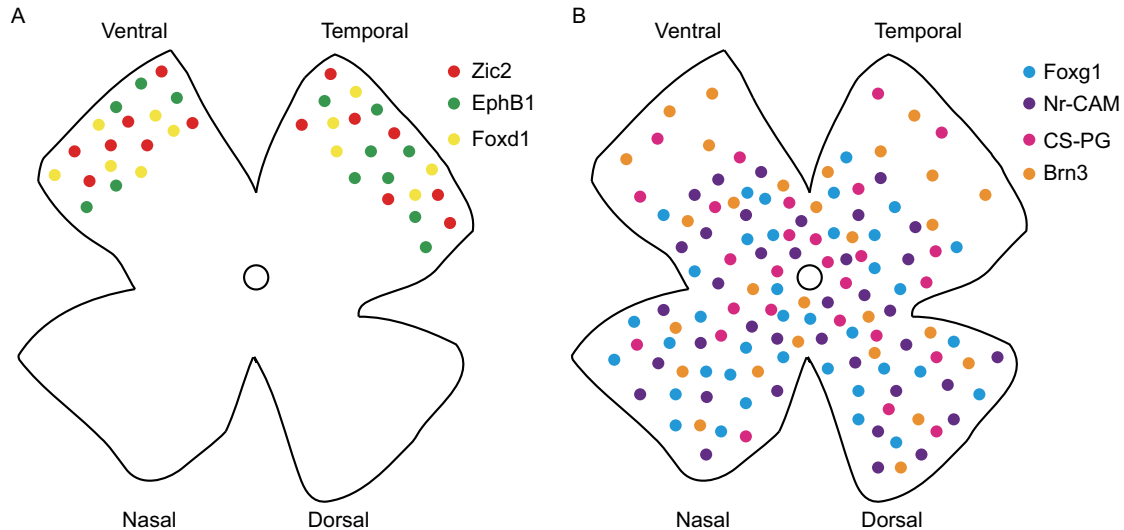 A
Ventral
Temporal
Zic2
EphB1
Foxd1
Nasal
Dorsal
B
Ventral
Temporal
Foxg1
Nr-CAM
CS-PG
Brn3
Nasal
Dorsal